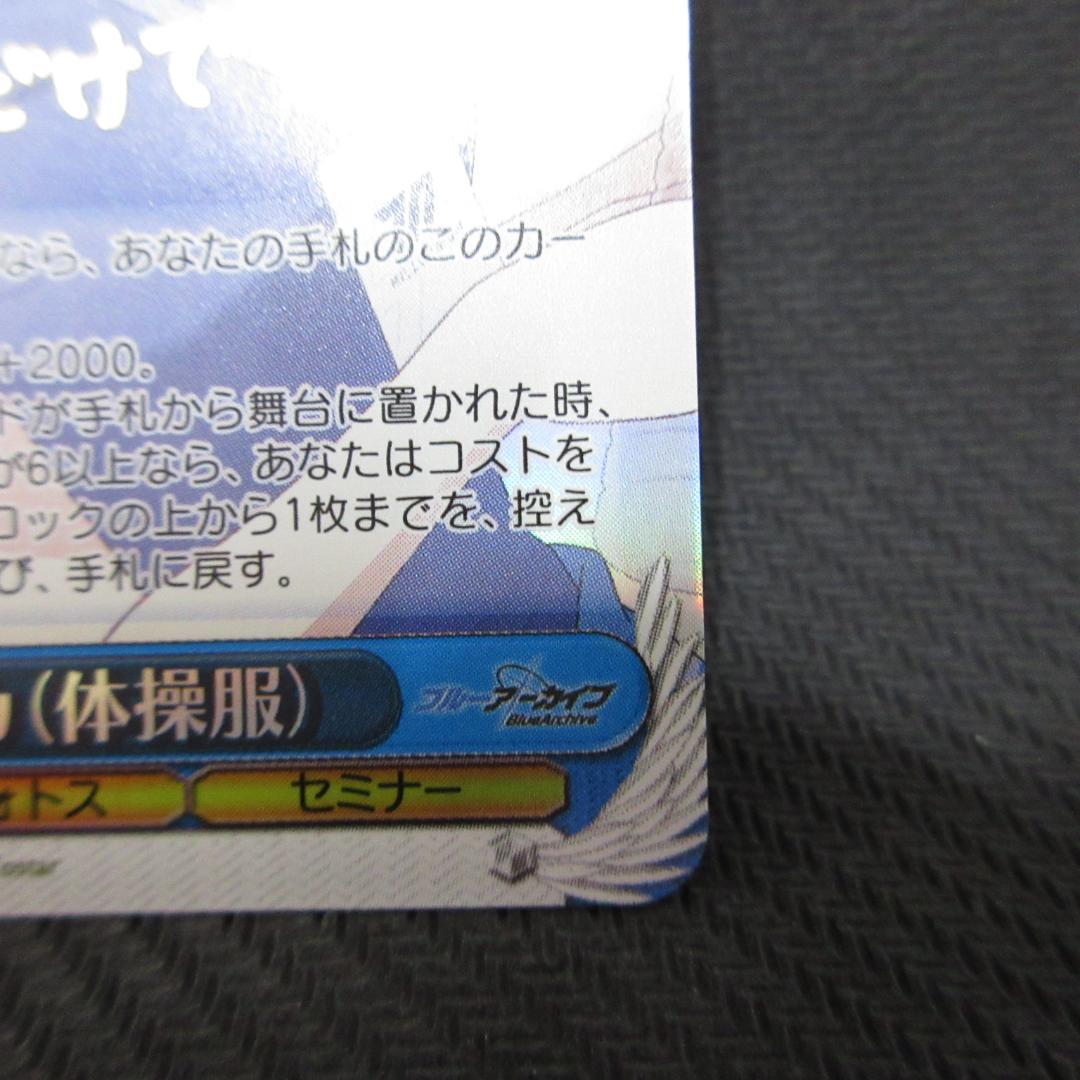 だけで
なら、あなたの手札のこのカー
+2000。
ドが手札から舞台に置かれた時、
が6以上なら、あなたはコストを
ロックの上から1枚までを、控え
び、手札に戻す。
(体操服)
ブルーアーカイブ
BlueArchive
ォトス
セミナー